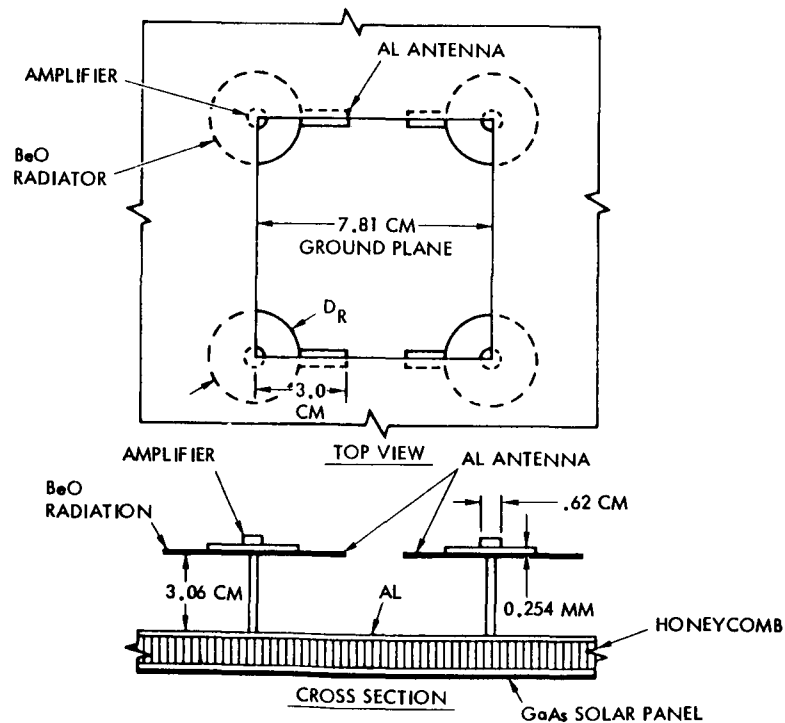 AL ANTENNA
AMPLIFIER
BeO
RADIATOR
7.81 CM
GROUND PLANE
D_R
3.0
CM
TOP VIEW
AMPLIFIER
AL ANTENNA
BeO
RADIATION
.62 CM
3.06 CM
AL
0.254 MM
HONEYCOMB
CROSS SECTION
GaAs SOLAR PANEL